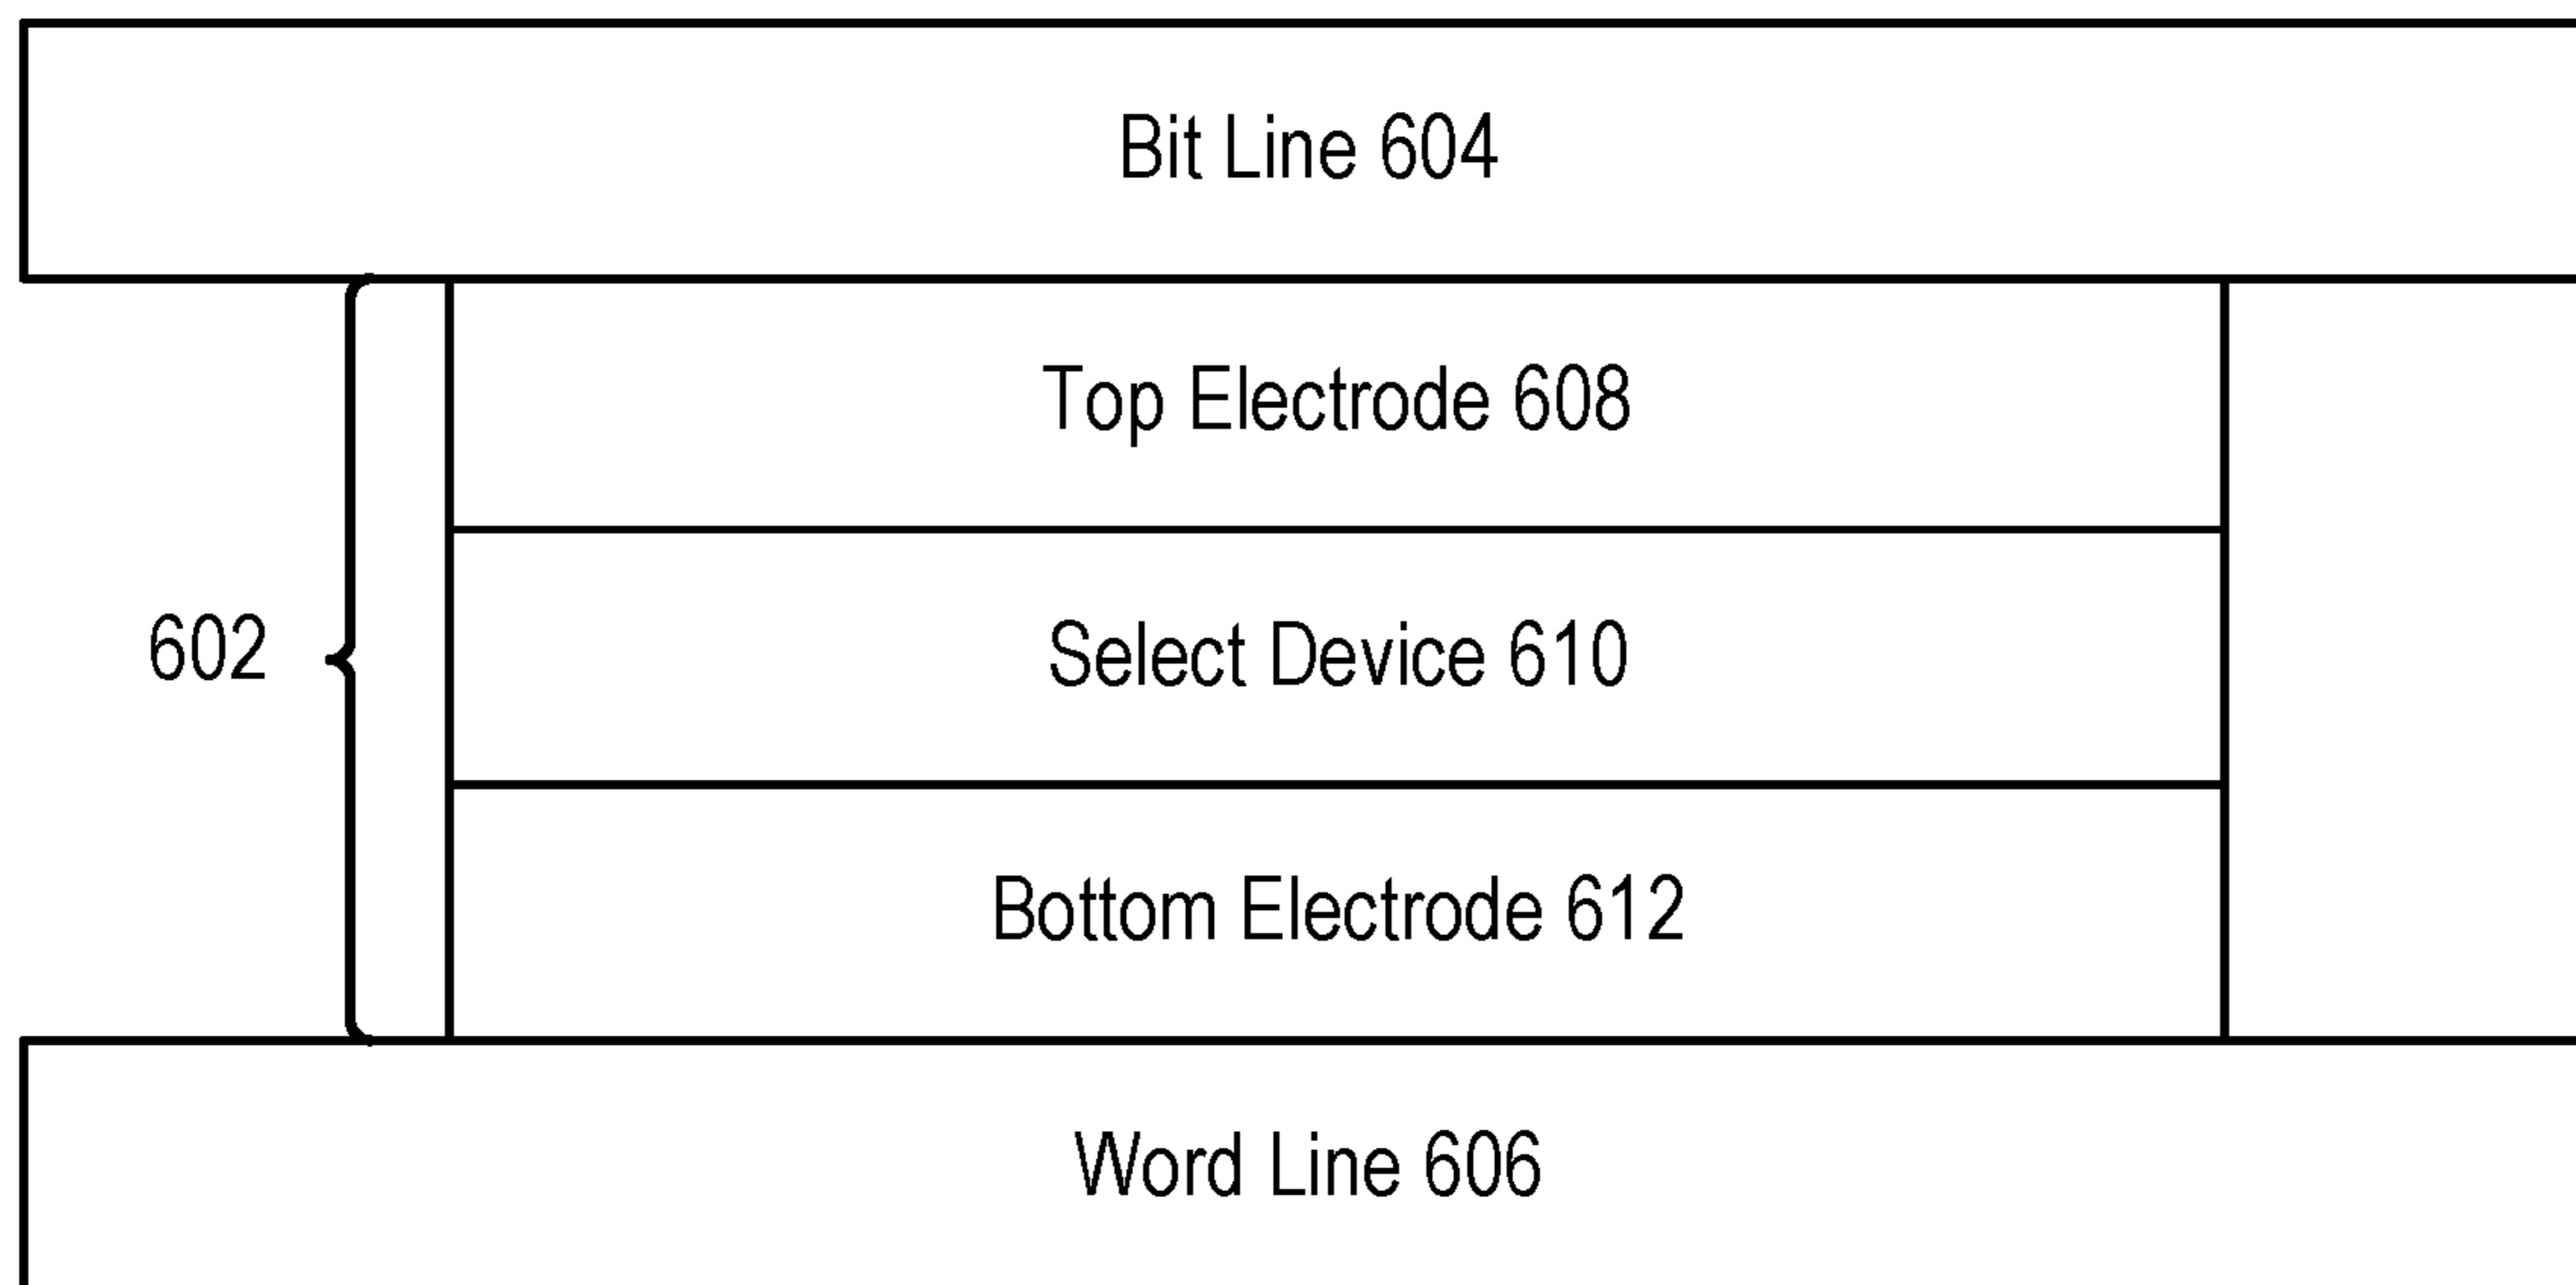 Bit Line 604
Top Electrode 608
602
Select Device 610
Bottom Electrode 612
Word Line 606